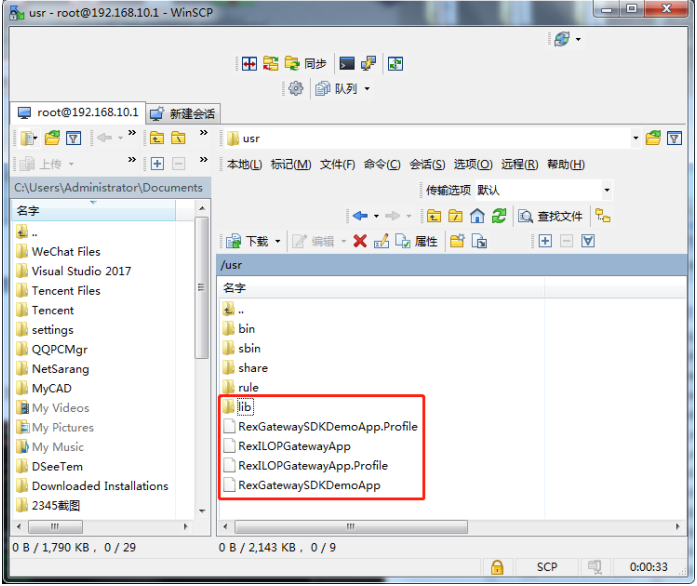 usr - root@192.168.10.1 - WinSCP
同步
队列
root@192.168.10.1
新建会话
usr
上传
本地(L) 标记(M) 文件(F) 命令(C) 会话(S) 选项(O) 远程(R) 帮助(H)
C:\Users\Administrator\Documents
传输选项 默认
查找文件
下载
编辑
属性
名字
..
WeChat Files
Visual Studio 2017
Tencent Files
Tencent
settings
QQPCMgr
NetSarang
MyCAD
My Videos
My Pictures
My Music
DSeeTem
Downloaded Installations
2345截图
/usr
名字
..
bin
sbin
share
rule
lib
RexGatewaySDKDemoApp.Profile
RexILOPGatewayApp
RexILOPGatewayApp.Profile
RexGatewaySDKDemoApp
0 B / 1,790 KB， 0 / 29
0 B / 2,143 KB， 0 / 9
SCP
0:00:33